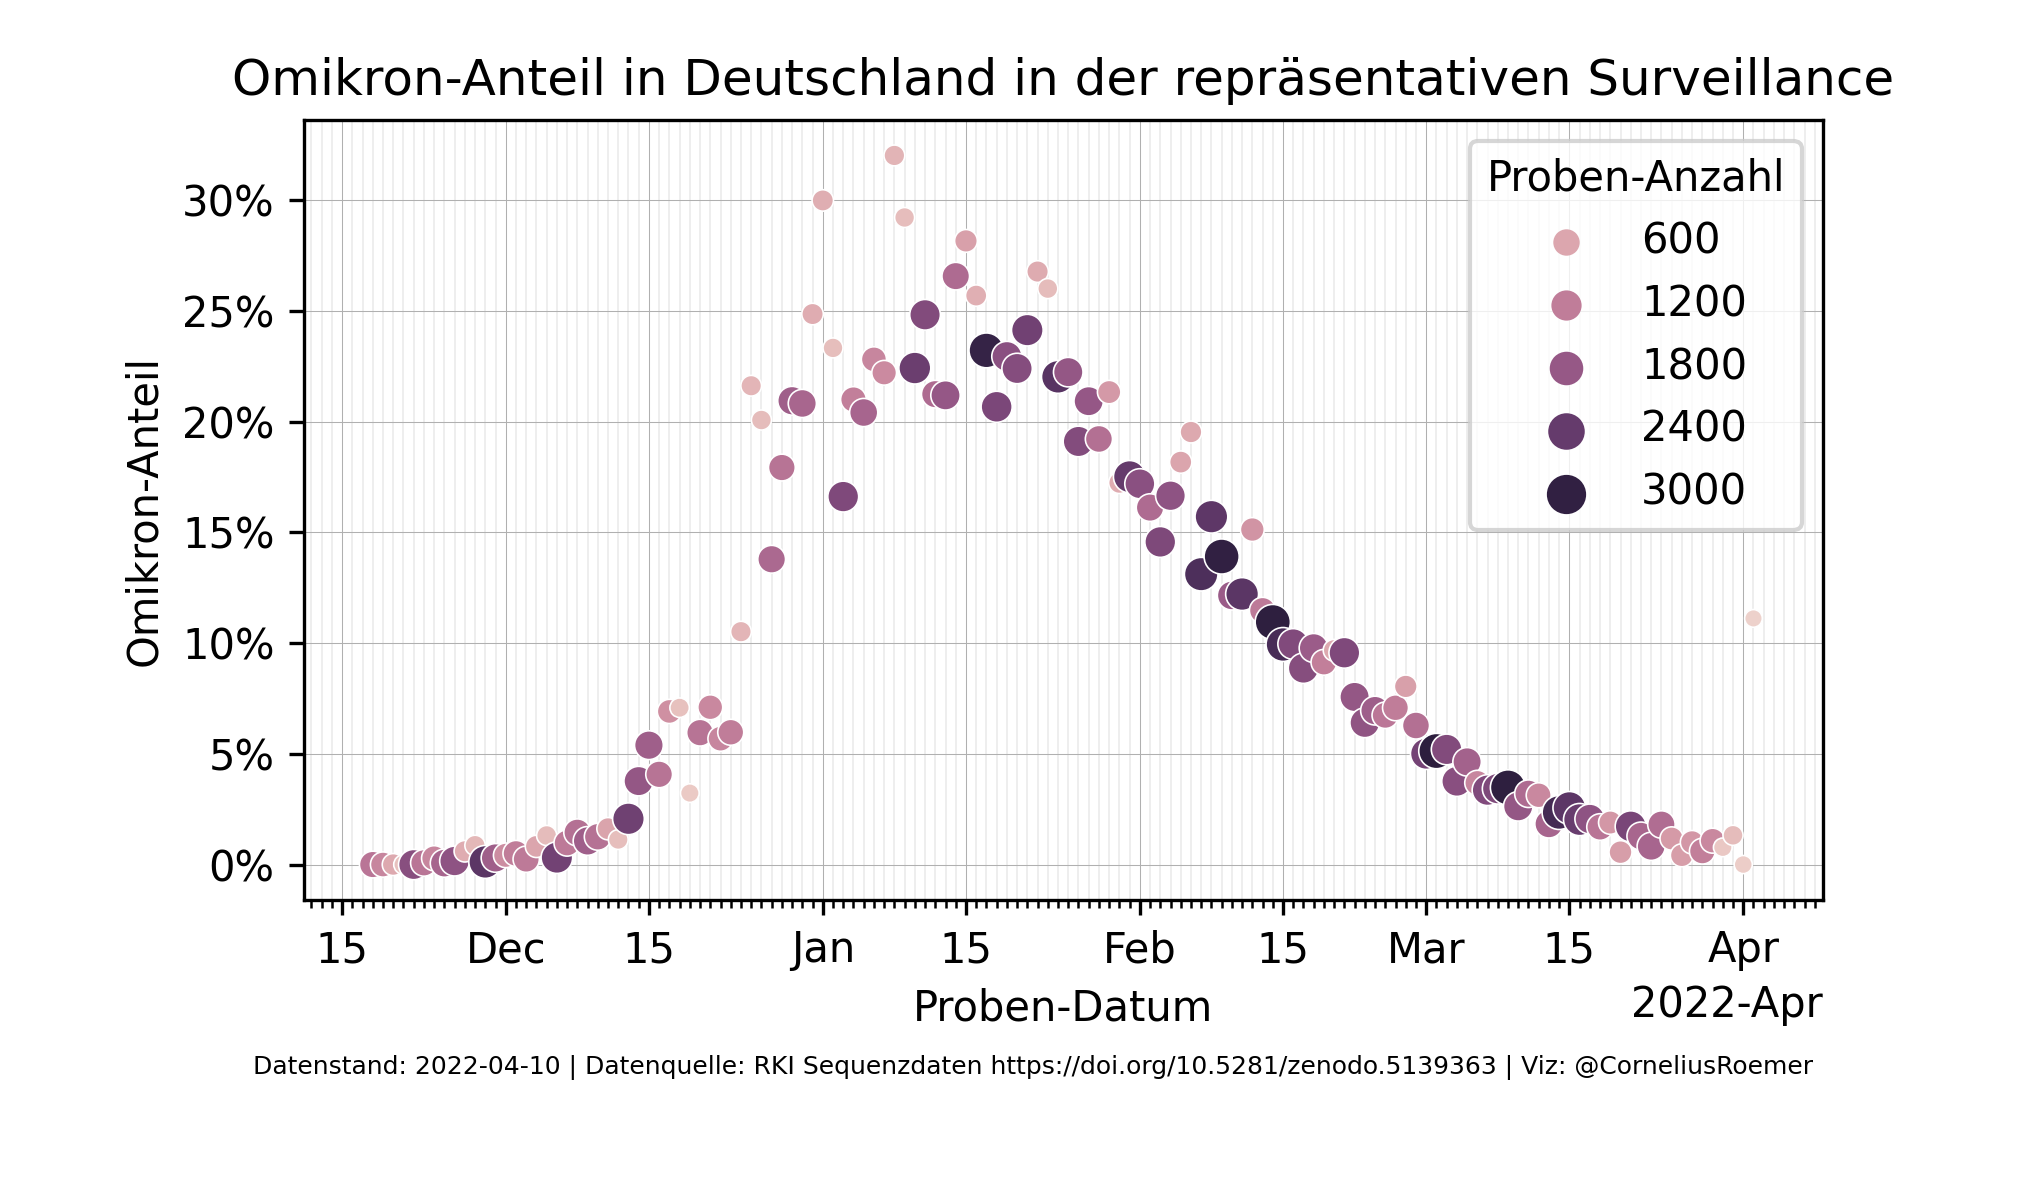 Omikron-Anteil in Deutschland in der repräsentativen Surveillance
Proben-Anzahl
600
1200
1800
2400
3000
Omikron-Anteil
30%
25%
20%
15%
10%
5%
0%
15 Dec 15 Jan 15 Feb 15 Mar 15 Apr
Proben-Datum
2022-Apr
Datenstand: 2022-04-10 | Datenquelle: RKI Sequenzdaten https://doi.org/10.5281/zenodo.5139363 | Viz: @CorneliusRoemer